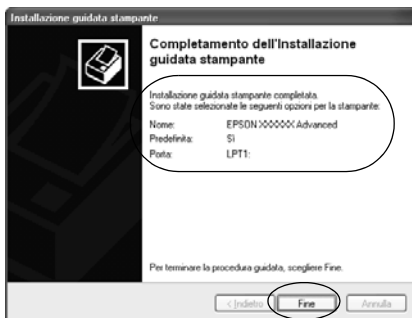 Installazione guidata stampante
Completamento dell'Installazione
guidata stampante
Installazione guidata stampante completata.
Sono state selezionate le seguenti opzioni per la stampante:
Nome: EPSON XXXXXX Advanced
Predefinita: Sì
Porta: LPT1:
Per terminare la procedura guidata, scegliere Fine.
< Indietro Fine Annulla